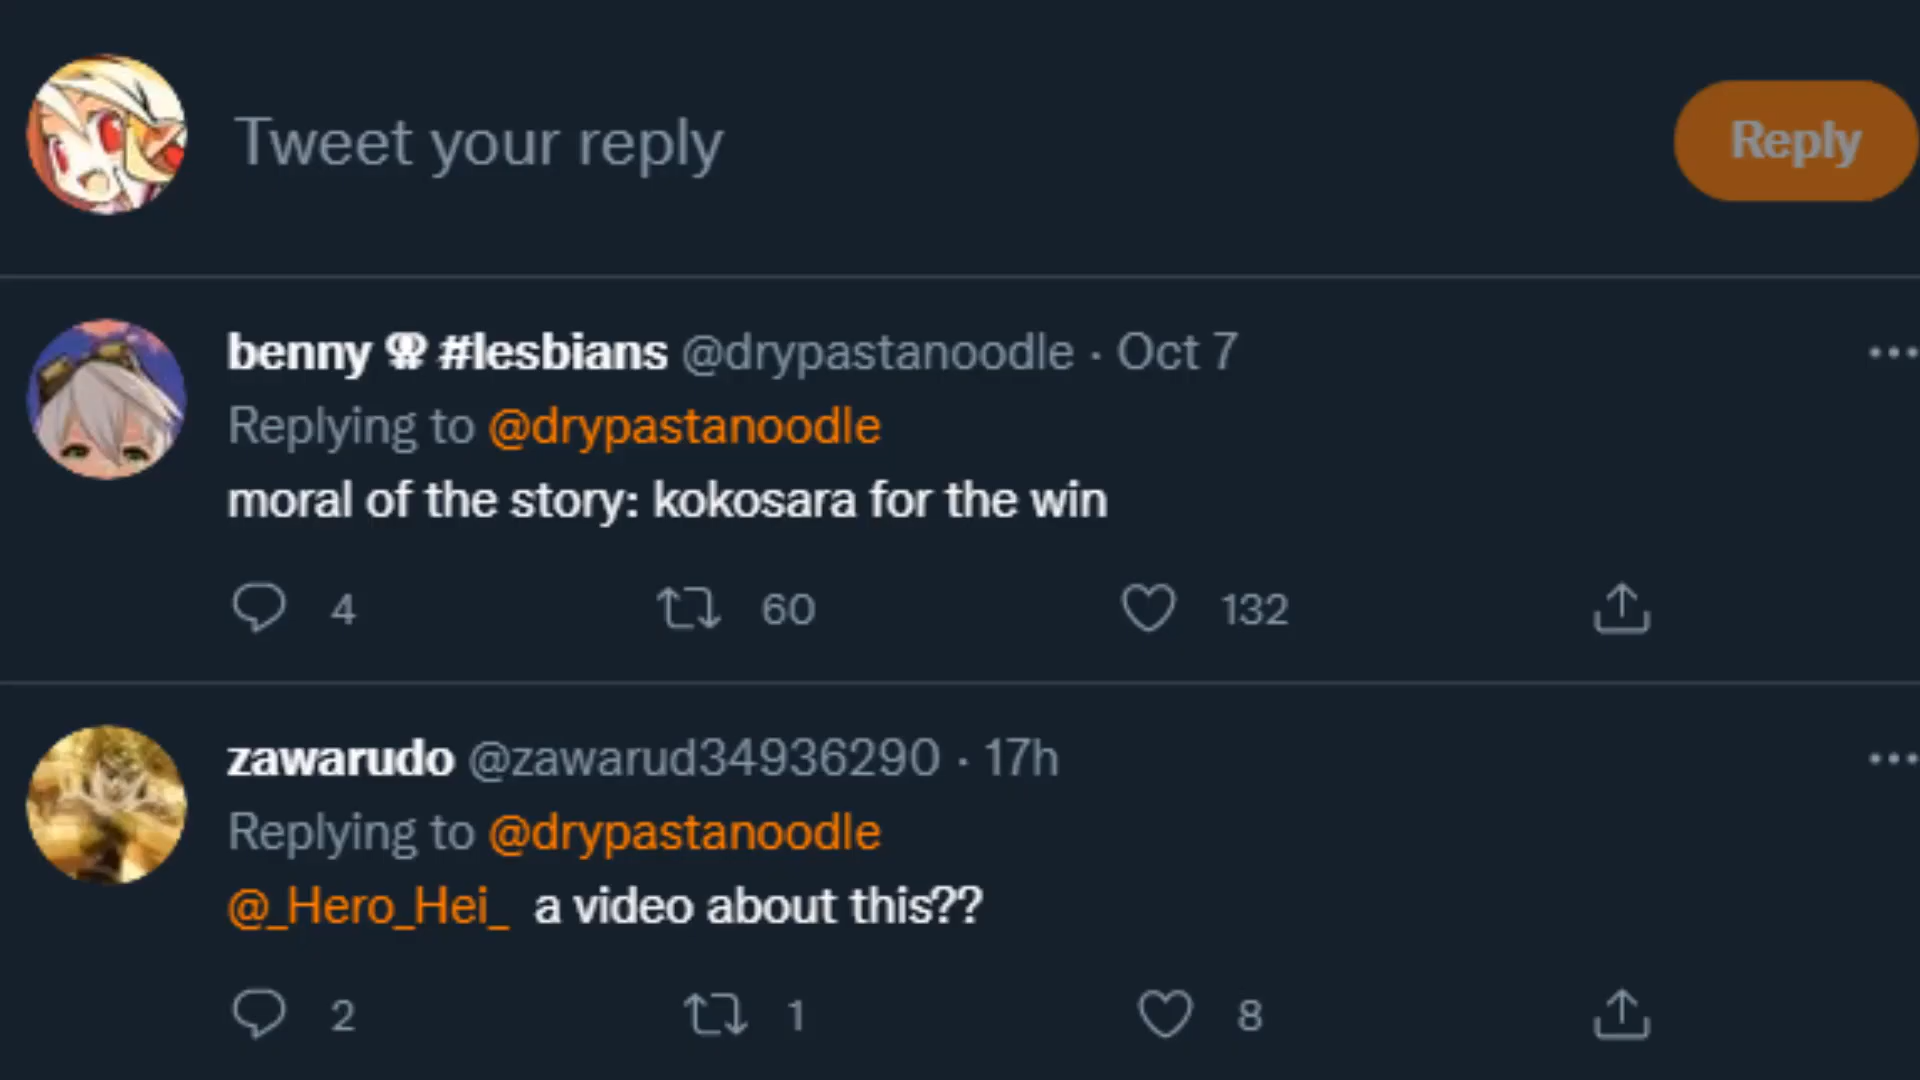 Tweet your reply
Reply
benny ⚢ #lesbians @drypastanoodle · Oct 7
Replying to @drypastanoodle
moral of the story: kokosara for the win
4 60 132
zawarudo @zawarud34936290 · 17h
Replying to @drypastanoodle
@_Hero_Hei_ a video about this??
2 1 8